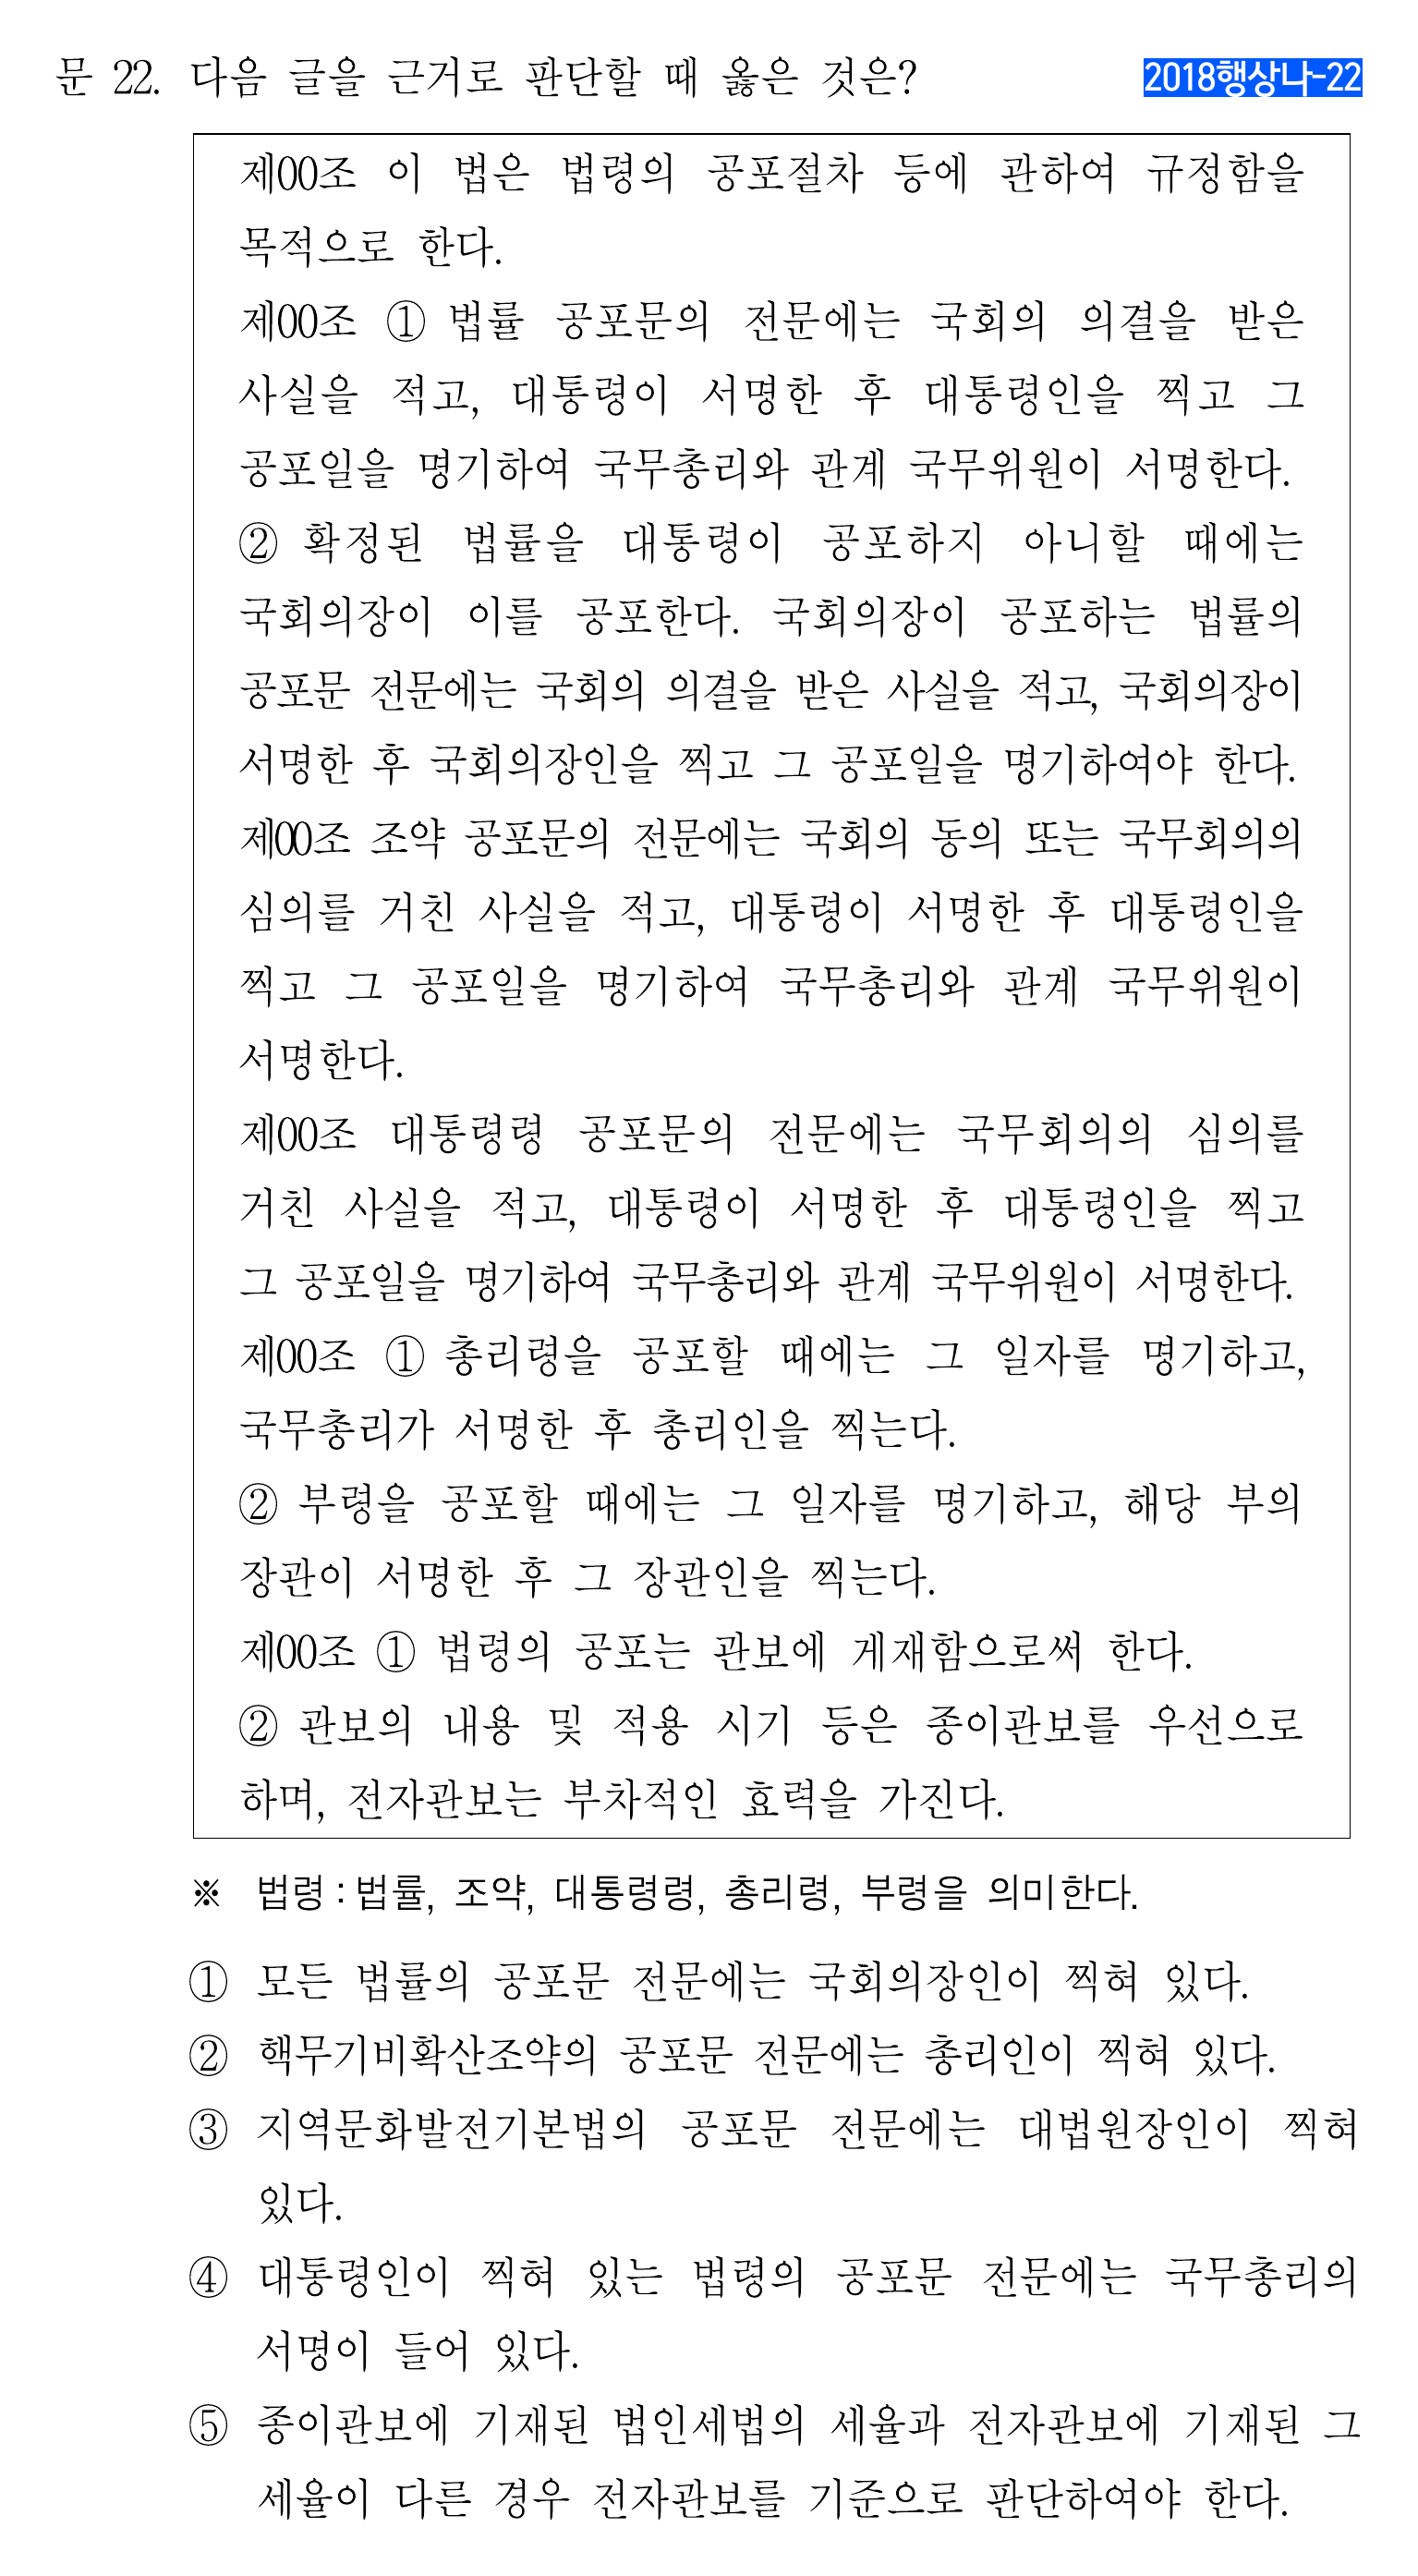 문 22. 다음 글을 근거로 판단할 때 옳은 것은?
2018행상나-22
제00조 이 법은 법령의 공포절차 등에 관하여 규정함을
목적으로 한다.
제00조 ① 법률 공포문의 전문에는 국회의 의결을 받은
사실을 적고, 대통령이 서명한 후 대통령인을 찍고 그
공포일을 명기하여 국무총리와 관계 국무위원이 서명한다.
② 확정된 법률을 대통령이 공포하지 아니할 때에는
국회의장이 이를 공포한다. 국회의장이 공포하는 법률의
공포문 전문에는 국회의 의결을 받은 사실을 적고, 국회의장이
서명한 후 국회의장인을 찍고 그 공포일을 명기하여야 한다.
제00조 조약 공포문의 전문에는 국회의 동의 또는 국무회의의
심의를 거친 사실을 적고, 대통령이 서명한 후 대통령인을
찍고 그 공포일을 명기하여 국무총리와 관계 국무위원이
서명한다.
제00조 대통령령 공포문의 전문에는 국무회의의 심의를
거친 사실을 적고, 대통령이 서명한 후 대통령인을 찍고
그 공포일을 명기하여 국무총리와 관계 국무위원이 서명한다.
제00조 ① 총리령을 공포할 때에는 그 일자를 명기하고,
국무총리가 서명한 후 총리인을 찍는다.
② 부령을 공포할 때에는 그 일자를 명기하고, 해당 부의
장관이 서명한 후 그 장관인을 찍는다.
제00조 ① 법령의 공포는 관보에 게재함으로써 한다.
② 관보의 내용 및 적용 시기 등은 종이관보를 우선으로
하며, 전자관보는 부차적인 효력을 가진다.
※ 법령 : 법률, 조약, 대통령령, 총리령, 부령을 의미한다.
① 모든 법률의 공포문 전문에는 국회의장인이 찍혀 있다.
② 핵무기비확산조약의 공포문 전문에는 총리인이 찍혀 있다.
③ 지역문화발전기본법의 공포문 전문에는 대법원장인이 찍혀
있다.
④ 대통령인이 찍혀 있는 법령의 공포문 전문에는 국무총리의
서명이 들어 있다.
⑤ 종이관보에 기재된 법인세법의 세율과 전자관보에 기재된 그
세율이 다른 경우 전자관보를 기준으로 판단하여야 한다.